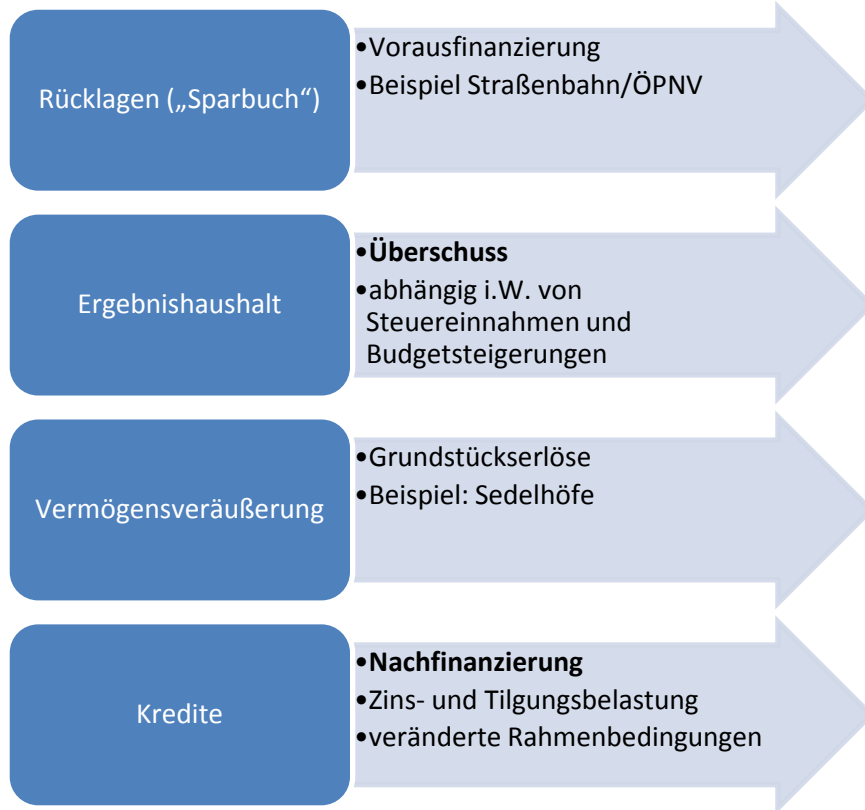 Rücklagen („Sparbuch“)
•Vorausfinanzierung
•Beispiel Straßenbahn/ÖPNV
Ergebnishaushalt
•Überschuss
•abhängig i.W. von
Steuereinnahmen und
Budgetsteigerungen
Vermögensveräußerung
•Grundstückserlöse
•Beispiel: Sedelhöfe
Kredite
•Nachfinanzierung
•Zins- und Tilgungsbelastung
•veränderte Rahmenbedingungen